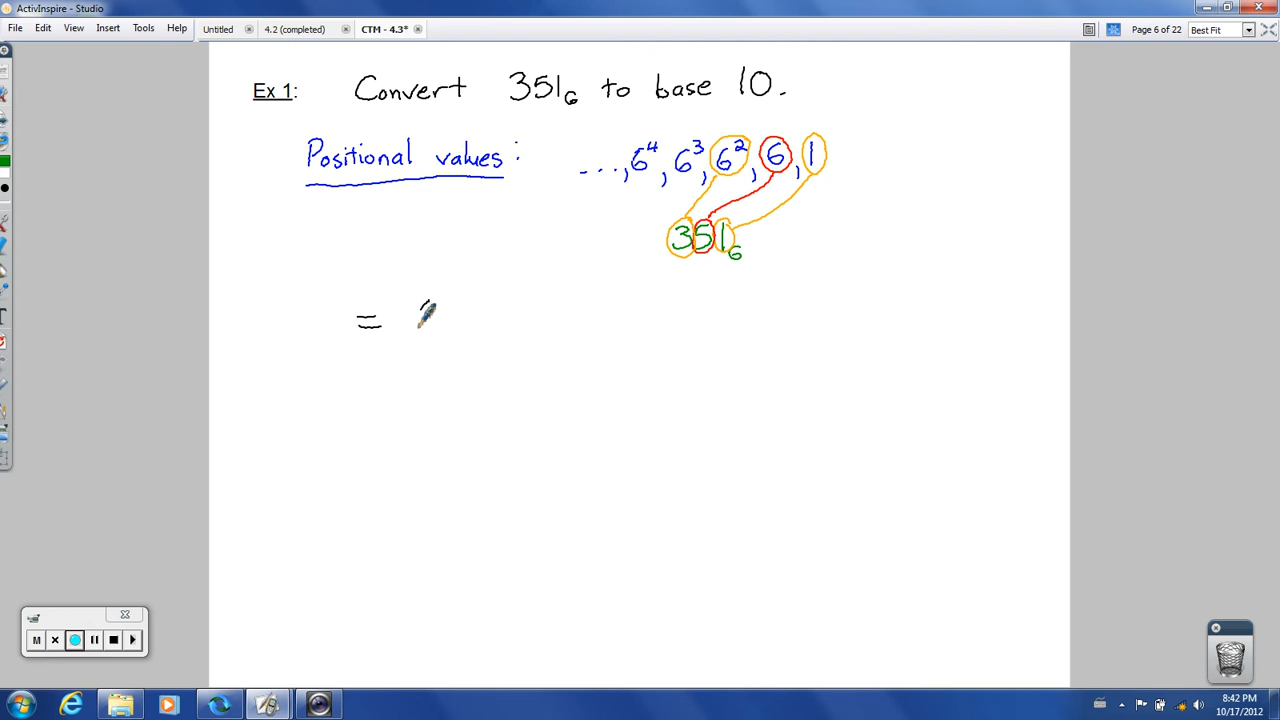 ActivInspire - Studio
File Edit View Insert Tools Help Untitled 4.2 (completed) CTM - 4.3* Page 6 of 22 Best Fit
Ex 1: Convert 351₆ to base 10.
Positional values: ..., 6⁴, 6³, 6², 6, 1
351₆
=
M
8:42 PM
10/17/2012